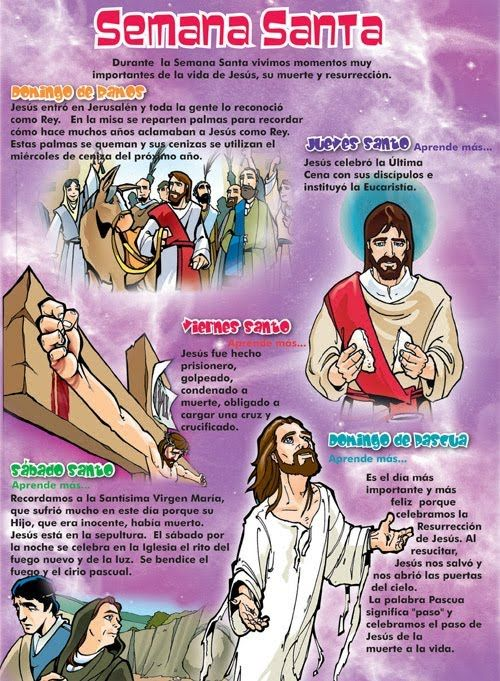 Semana Santa
Durante la Semana Santa vivimos momentos muy
importantes de la vida de Jesús, su muerte y resurrección.
Domingo de Ramos
Jesús entró en Jerusalén y toda la gente lo reconoció
como Rey. En la misa se reparten palmas para recordar
cómo hace muchos años aclamaban a Jesús como Rey.
Estas palmas se queman y sus cenizas se utilizan el
miércoles de ceniza del próximo año.
Jueves Santo Aprende más...
Jesús celebró la Última
Cena con sus discípulos e
instituyó la Eucaristía.
Viernes Santo
Aprende más...
Jesús fue hecho
prisionero,
golpeado,
condenado a
muerte, obligado a
cargar una cruz y
crucificado.
Sábado Santo
Aprende más...
Recordamos a la Santísima Virgen María,
que sufrió mucho en este día porque su
Hijo, que era inocente, había muerto.
Jesús está en la sepultura. El sábado por
la noche se celebra en la Iglesia el rito del
fuego nuevo y de la luz. Se bendice el
fuego y el cirio pascual.
Domingo de Pascua
Aprende más...
Es el día más
importante y más
feliz porque
celebramos la
Resurrección
de Jesús. Al
resucitar,
Jesús nos salvó y
nos abrió las puertas
del cielo.
La palabra Pascua
significa "paso" y
celebramos el paso
de Jesús de la
muerte a la vida.